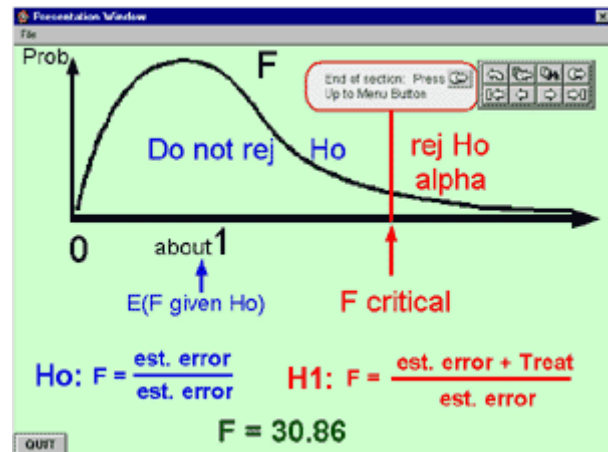 Presentation Window
File
Prob
F
End of section: Press
Up to Menu Button
Do not rej Ho
rej Ho
alpha
0
about 1
E(F given Ho)
F critical
Ho: F = est. error
est. error
H1: F = est. error + Treat
est. error
F = 30.86
QUIT